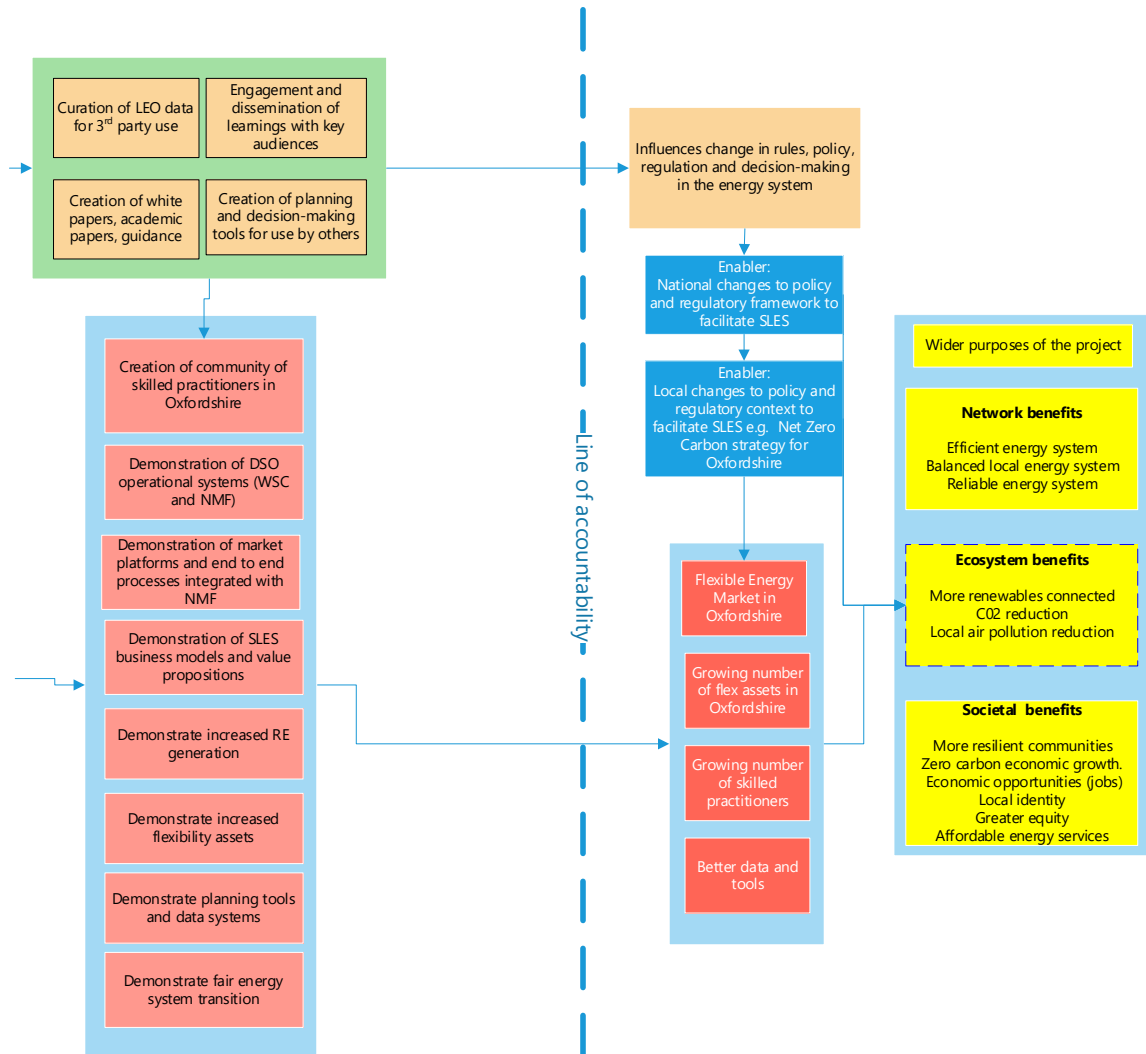 Curation of LEO data
for 3rd party use
Engagement and
dissemination of
learnings with key
audiences
Creation of white
papers, academic
papers, guidance
Creation of planning
and decision-making
tools for use by others
Creation of community of
skilled practitioners in
Oxfordshire
Demonstration of DSO
operational systems (WSC
and NMF)
Demonstration of market
platforms and end to end
processes integrated with
NMF
Demonstration of SLES
business models and value
propositions
Demonstrate increased RE
generation
Demonstrate increased
flexibility assets
Demonstrate planning tools
and data systems
Demonstrate fair energy
system transition
Line of accountability
Influences change in rules, policy,
regulation and decision-making
in the energy system
Enabler:
National changes to policy
and regulatory framework to
facilitate SLES
Enabler:
Local changes to policy and
regulatory context to
facilitate SLES e.g. Net Zero
Carbon strategy for
Oxfordshire
Flexible Energy
Market in
Oxfordshire
Growing number
of flex assets in
Oxfordshire
Growing number
of skilled
practitioners
Better data and
tools
Wider purposes of the project
Network benefits
Efficient energy system
Balanced local energy system
Reliable energy system
Ecosystem benefits
More renewables connected
C02 reduction
Local air pollution reduction
Societal benefits
More resilient communities
Zero carbon economic growth.
Economic opportunities (jobs)
Local identity
Greater equity
Affordable energy services